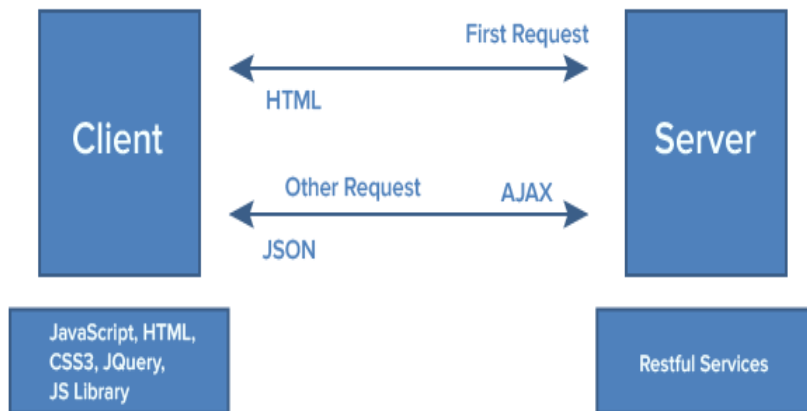 First Request
Client
Server
HTML
Other Request
AJAX
JSON
JavaScript, HTML,
CSS3, JQuery,
JS Library
Restful Services